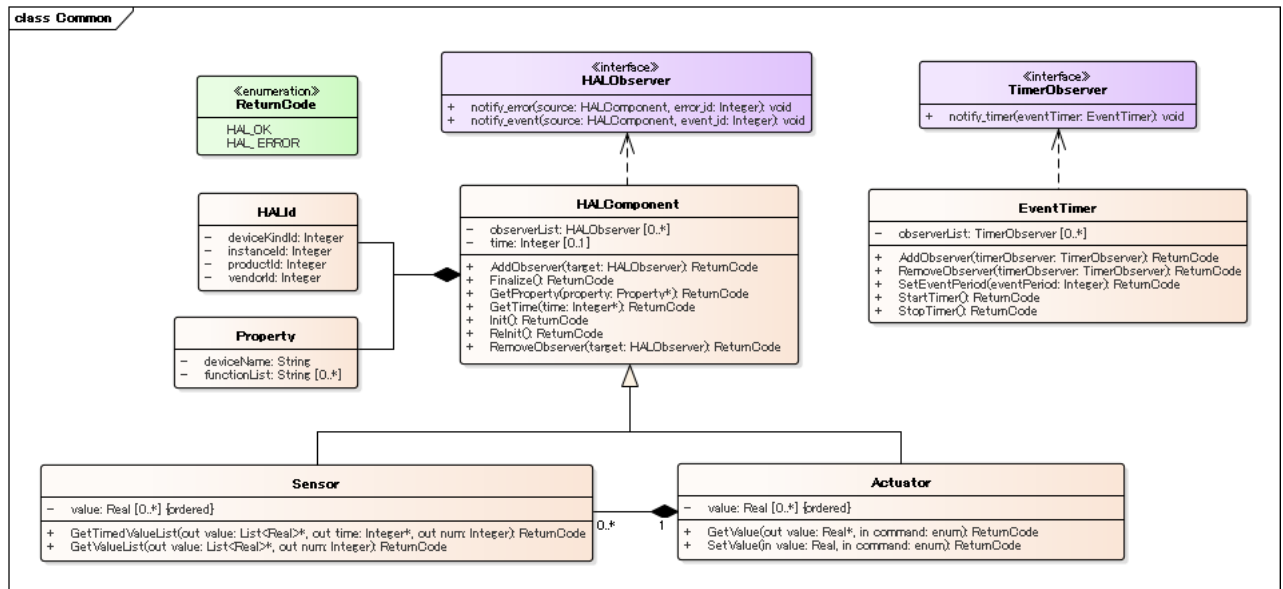 class Common
«enumeration»
ReturnCode
HAL_OK
HAL_ERROR
«interface»
HALObserver
+ notify_error(source: HALComponent, error_id: Integer): void
+ notify_event(source: HALComponent, event_id: Integer): void
«interface»
TimerObserver
+ notify_timer(eventTimer: EventTimer): void
HALId
- deviceKindId: Integer
- instanceId: Integer
- productId: Integer
- vendorId: Integer
Property
- deviceName: String
- functionList: String [0..*]
HALComponent
- observerList: HALObserver [0..*]
- time: Integer [0..1]
+ AddObserver(target: HALObserver): ReturnCode
+ Finalize(): ReturnCode
+ GetProperty(property: Property*): ReturnCode
+ GetTime(time: Integer*): ReturnCode
+ Init(): ReturnCode
+ ReInit(): ReturnCode
+ RemoveObserver(target: HALObserver): ReturnCode
EventTimer
- observerList: TimerObserver [0..*]
+ AddObserver(timerObserver: TimerObserver): ReturnCode
+ RemoveObserver(timerObserver: TimerObserver): ReturnCode
+ SetEventPeriod(eventPeriod: Integer): ReturnCode
+ StartTimer(): ReturnCode
+ StopTimer(): ReturnCode
Sensor
- value: Real [0..*] {ordered}
+ GetTimedValueList(out value: List<Real>*, out time: Integer*, out num: Integer): ReturnCode
+ GetValueList(out value: List<Real>*, out num: Integer): ReturnCode
0..* 1
Actuator
- value: Real [0..*] {ordered}
+ GetValue(out value: Real*, in command: enum): ReturnCode
+ SetValue(in value: Real, in command: enum): ReturnCode